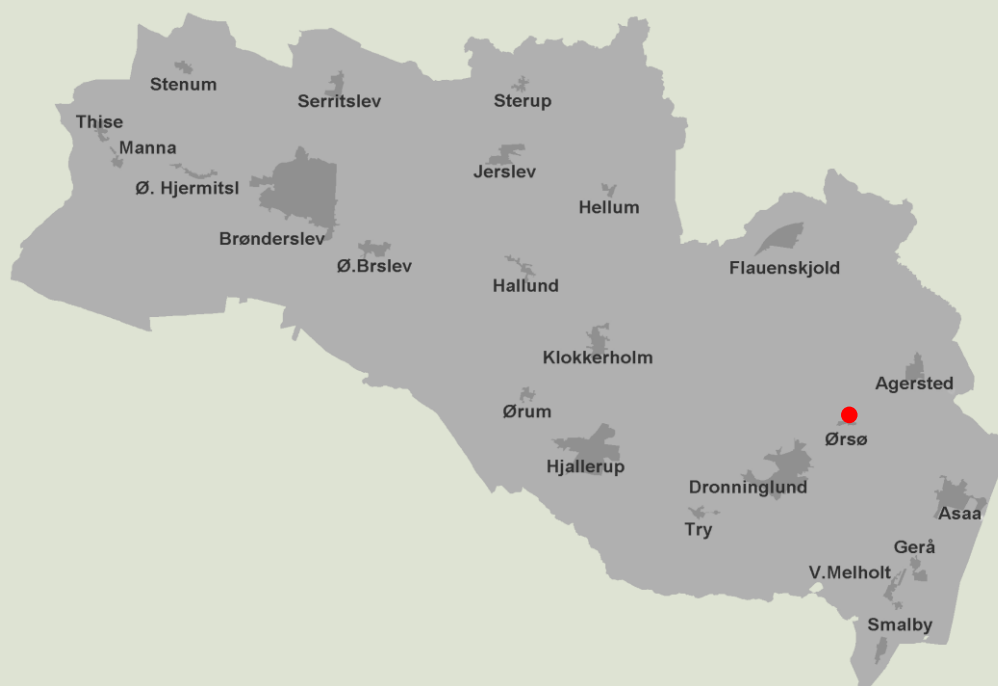 Stenum
Serritslev
Sterup
Thise
Manna
Jerslev
Ø. Hjermitsl
Hellum
Brønderslev
Ø.Brslev
Flauenskjold
Hallund
Klokkerholm
Agersted
Ørum
Ørsø
Hjallerup
Dronninglund
Asaa
Try
Gerå
V.Melholt
Smalby